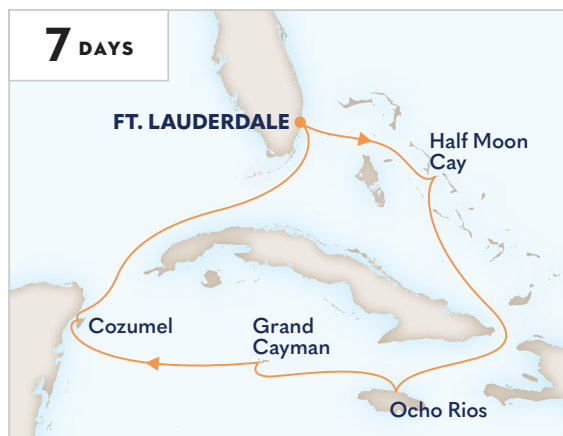 7 DAYS
FT. LAUDERDALE
Half Moon
Cay
Cozumel
Grand
Cayman
Ocho Rios